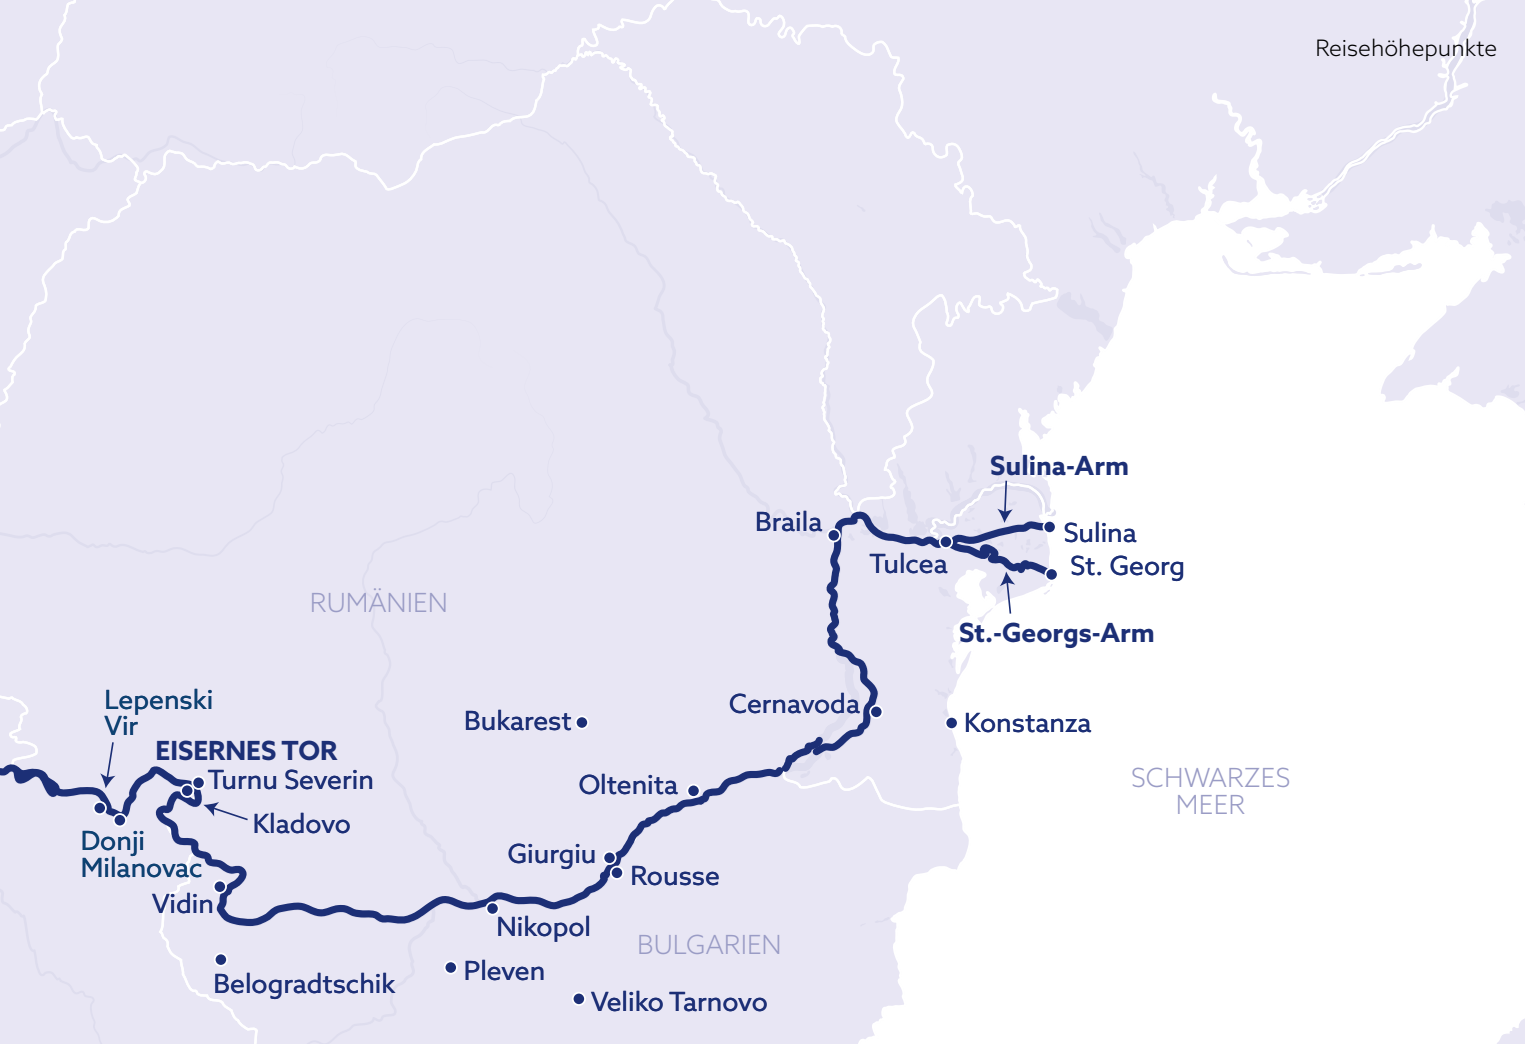 Reisehöhepunkte
Sulina-Arm
Braila
Sulina
Tulcea
St. Georg
RUMÄNIEN
St.-Georgs-Arm
Lepenski
Vir
Cernavoda
Bukarest
Konstanza
EISERNES TOR
Turnu Severin
Oltenita
SCHWARZES
MEER
Kladovo
Donji
Milanovac
Giurgiu
Rousse
Vidin
Nikopol
BULGARIEN
Pleven
Belogradtschik
Veliko Tarnovo